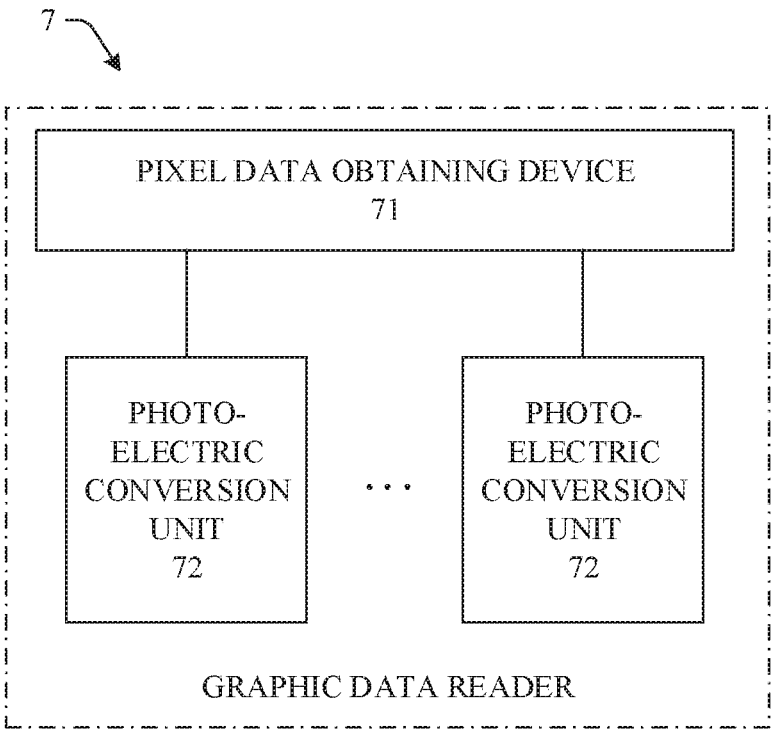 7
PIXEL DATA OBTAINING DEVICE
71
PHOTO-
ELECTRIC
CONVERSION
UNIT
72
. . .
PHOTO-
ELECTRIC
CONVERSION
UNIT
72
GRAPHIC DATA READER